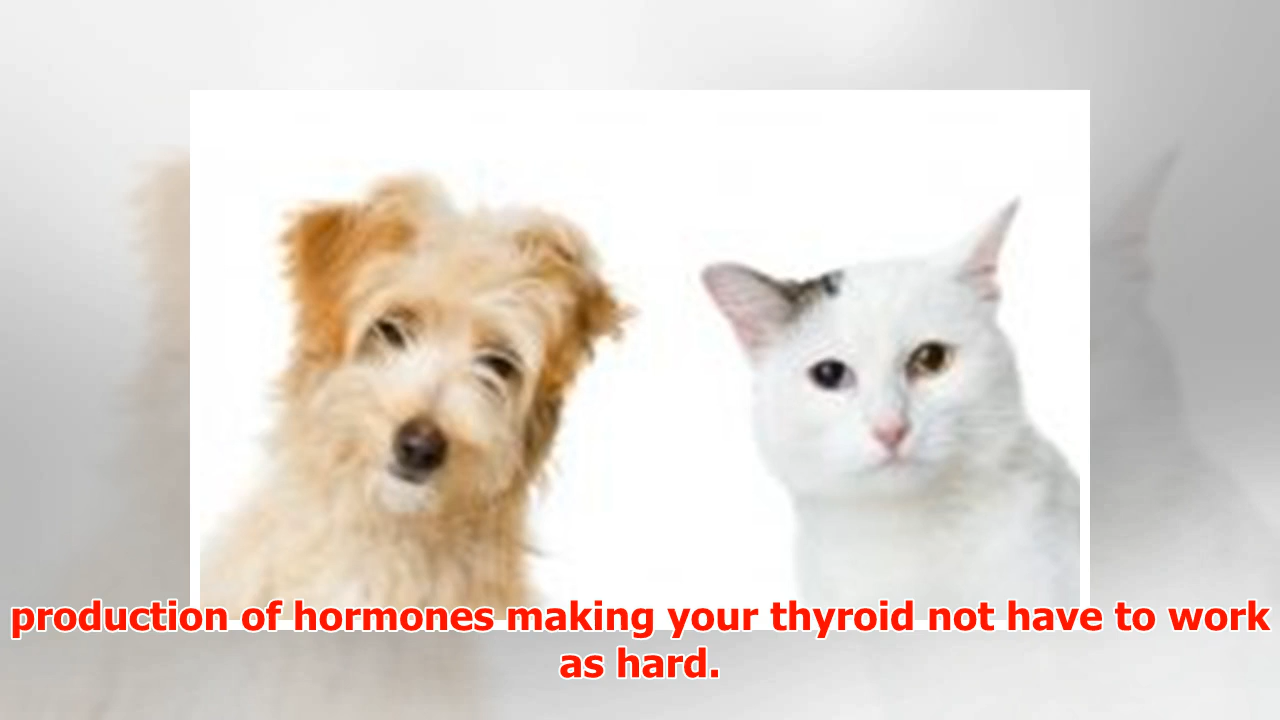 production of hormones making your thyroid not have to work
as hard.